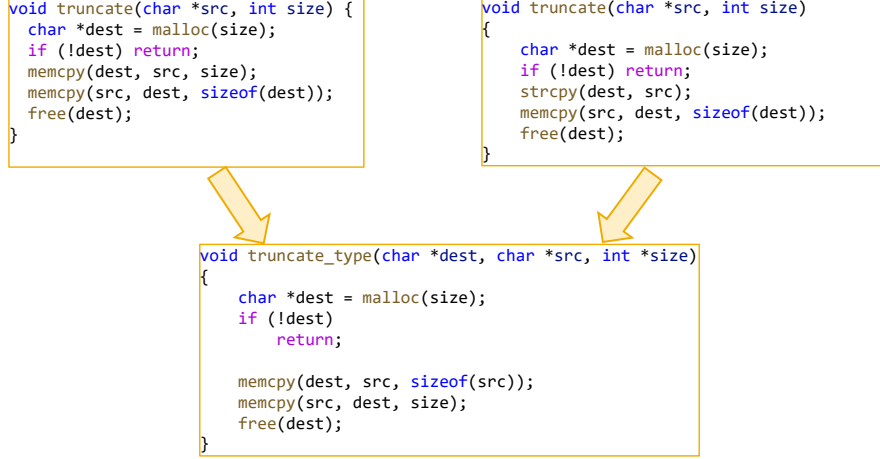 void truncate(char *src, int size) {
  char *dest = malloc(size);
  if (!dest) return;
  memcpy(dest, src, size);
  memcpy(src, dest, sizeof(dest));
  free(dest);
}
void truncate(char *src, int size)
{
    char *dest = malloc(size);
    if (!dest) return;
    strcpy(dest, src);
    memcpy(src, dest, sizeof(dest));
    free(dest);
}
void truncate_type(char *dest, char *src, int *size)
{
    char *dest = malloc(size);
    if (!dest)
        return;

    memcpy(dest, src, sizeof(src));
    memcpy(src, dest, size);
    free(dest);
}